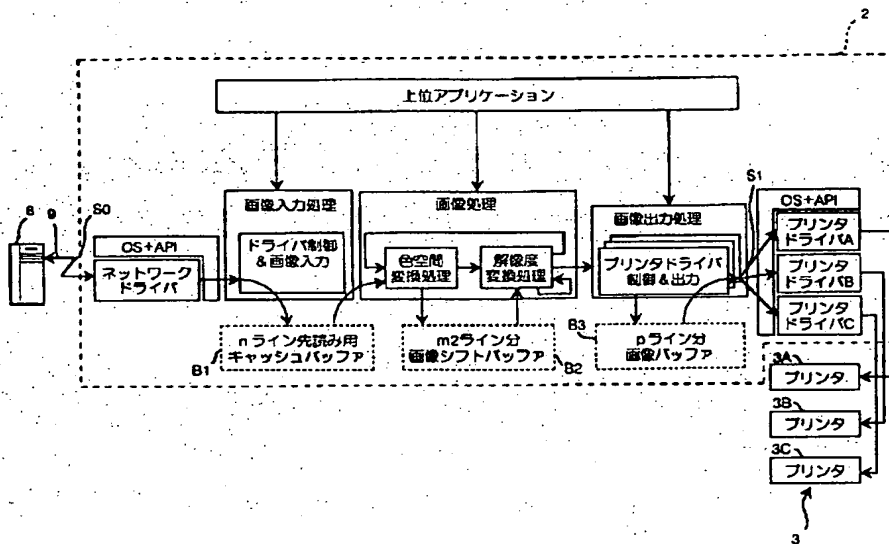 2
上位アプリケーション
8
9
S0
OS+API
ネットワーク
ドライバ
画像入力処理
ドライバ制御
&画像入力
画像処理
色空間
変換処理
解像度
変換処理
画像出力処理
プリンタドライバ
制御&出力
S1
OS+API
プリンタ
ドライバA
プリンタ
ドライバB
プリンタ
ドライバC
B1
nライン先読み用
キャッシュバッファ
m2ライン分
画像シフトバッファ
B2
B3
pライン分
画像バッファ
3A
プリンタ
3B
プリンタ
3C
プリンタ
3